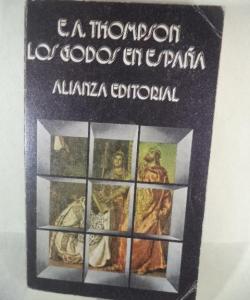 E.A. THOMPSON
LOS GODOS EN ESPAÑA
ALIANZA EDITORIAL